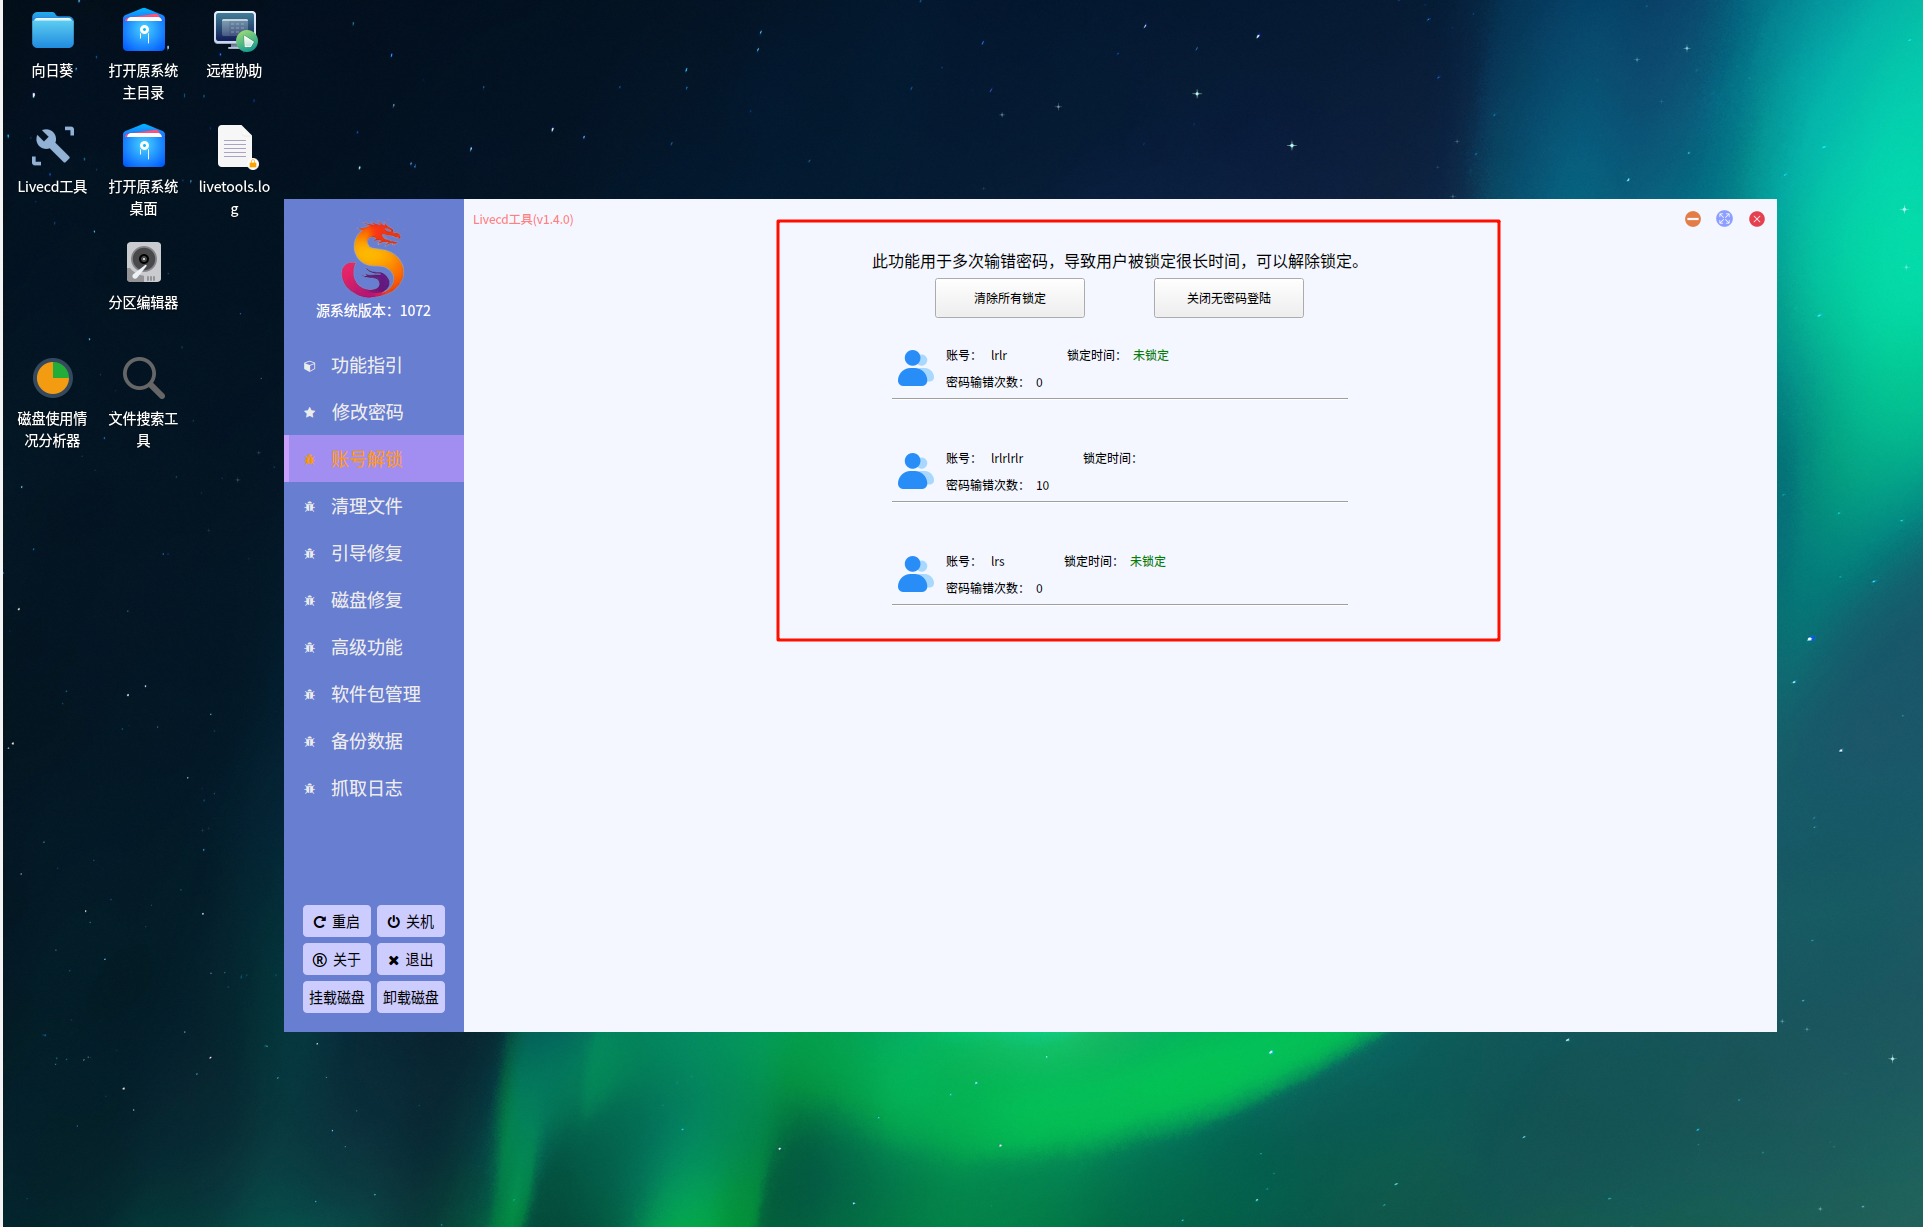 向日葵
打开原系统
主目录
远程协助
Livecd工具
打开原系统
桌面
livetools.lo
g
分区编辑器
磁盘使用情
况分析器
文件搜索工
具
Livecd工具(v1.4.0)
源系统版本：1072
功能指引
修改密码
账号解锁
清理文件
引导修复
磁盘修复
高级功能
软件包管理
备份数据
抓取日志
重启
关机
关于
退出
挂载磁盘
卸载磁盘
此功能用于多次输错密码，导致用户被锁定很长时间，可以解除锁定。
清除所有锁定
关闭无密码登陆
账号： lrlr 锁定时间： 未锁定
密码输错次数： 0
账号： lrlrlrlr 锁定时间：
密码输错次数： 10
账号： lrs 锁定时间： 未锁定
密码输错次数： 0